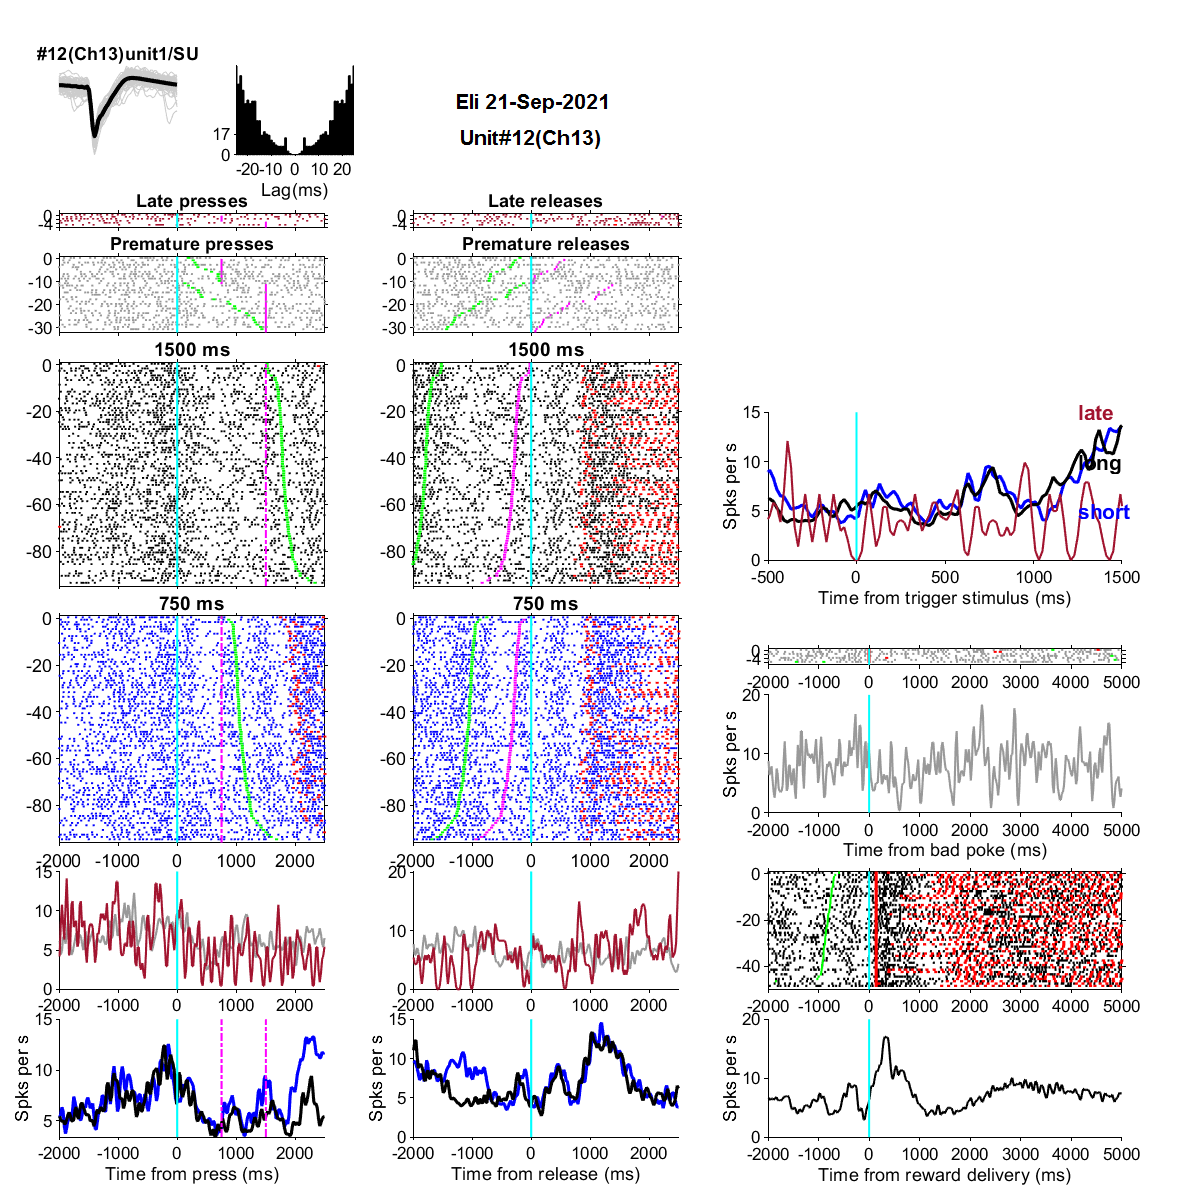 #12(Ch13)unit1/SU
Eli 21-Sep-2021
Unit#12(Ch13)
17
0
-20 -10 0 10 20
Lag(ms)
Late presses
0
-4
Late releases
0
-4
Premature presses
0
-10
-20
-30
Premature releases
0
-10
-20
-30
1500 ms
0
-20
-40
-60
-80
1500 ms
0
-20
-40
-60
-80
15
10
5
0
Spks per s
late
long
short
-500 0 500 1000 1500
Time from trigger stimulus (ms)
750 ms
0
-20
-40
-60
-80
-2000 -1000 0 1000 2000
750 ms
0
-20
-40
-60
-80
-2000 -1000 0 1000 2000
0
-4
-2000 -1000 0 1000 2000 3000 4000 5000
20
10
0
Spks per s
-2000 -1000 0 1000 2000 3000 4000 5000
Time from bad poke (ms)
15
10
5
0
-2000 -1000 0 1000 2000
20
10
0
-2000 -1000 0 1000 2000
0
-20
-40
-2000 -1000 0 1000 2000 3000 4000 5000
15
10
5
Spks per s
-2000 -1000 0 1000 2000
Time from press (ms)
15
10
5
0
Spks per s
-2000 -1000 0 1000 2000
Time from release (ms)
20
10
0
Spks per s
-2000 -1000 0 1000 2000 3000 4000 5000
Time from reward delivery (ms)